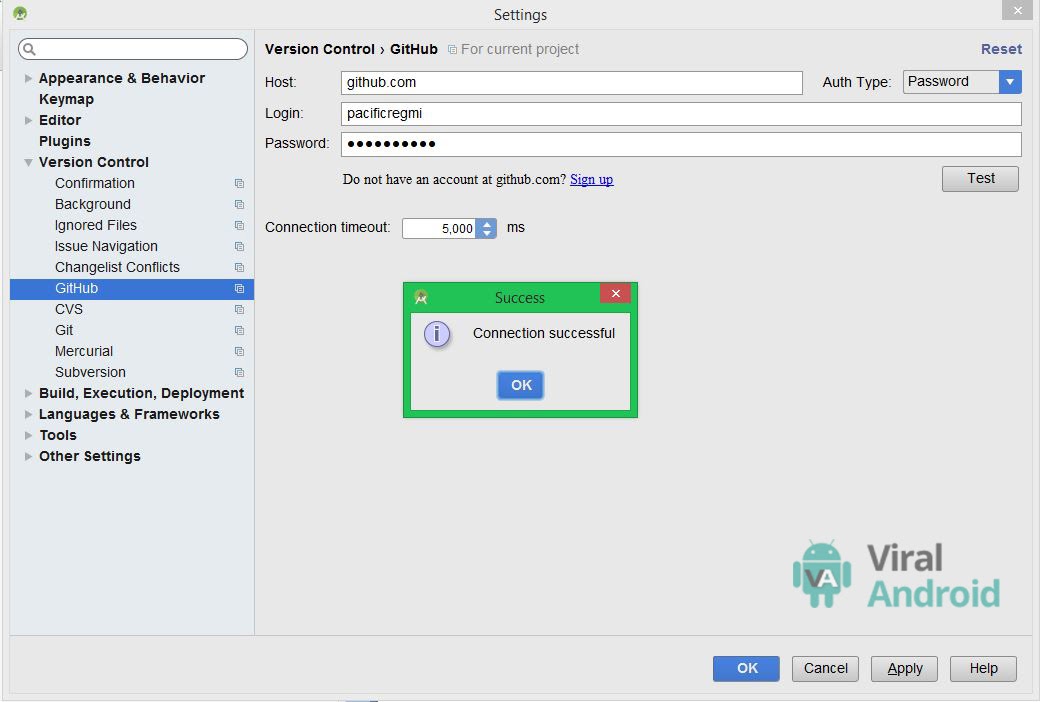 Settings
Version Control › GitHub For current project Reset
Appearance & Behavior
Keymap
Editor
Plugins
Version Control
Confirmation
Background
Ignored Files
Issue Navigation
Changelist Conflicts
GitHub
CVS
Git
Mercurial
Subversion
Build, Execution, Deployment
Languages & Frameworks
Tools
Other Settings
Host: github.com Auth Type: Password
Login: pacificregmi
Password: ●●●●●●●●●●
Do not have an account at github.com? Sign up
Test
Connection timeout: 5,000 ms
Success
Connection successful
OK
Viral
Android
VA
OK Cancel Apply Help